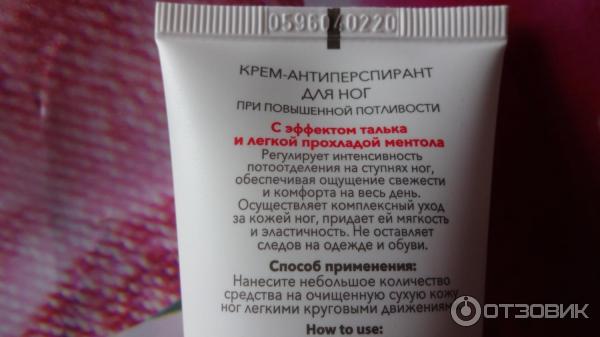 0596040220
КРЕМ-АНТИПЕРСПИРАНТ
ДЛЯ НОГ
ПРИ ПОВЫШЕННОЙ ПОТЛИВОСТИ
С эффектом талька
и легкой прохладой ментола
Регулирует интенсивность
потоотделения на ступнях ног,
обеспечивая ощущение свежести
и комфорта на весь день.
Осуществляет комплексный уход
за кожей ног, придает ей мягкость
и эластичность. Не оставляет
следов на одежде и обуви.
Способ применения:
Нанесите небольшое количество
средства на очищенную сухую кожу
ног легкими круговыми движениями
How to use:
ОТЗОВИК